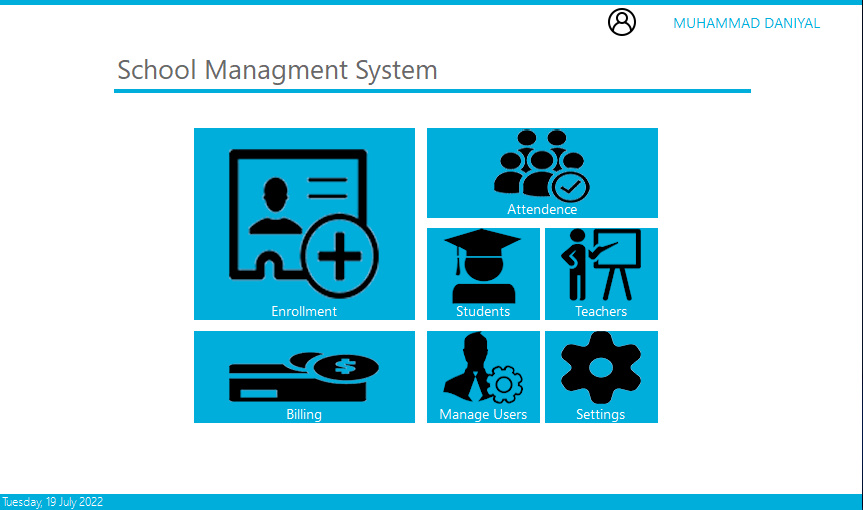 MUHAMMAD DANIYAL
School Managment System
Attendence
Enrollment
Students
Teachers
$
Billing
Manage Users
Settings
Tuesday, 19 July 2022